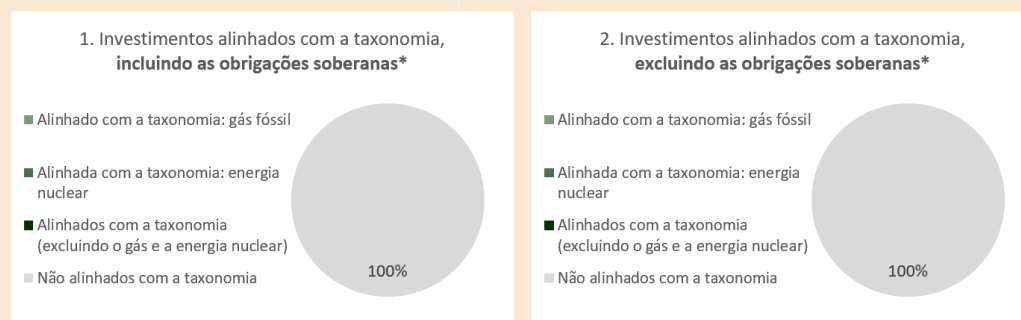 1. Investimentos alinhados com a taxonomia,
incluindo as obrigações soberanas*
Alinhado com a taxonomia: gás fóssil
Alinhada com a taxonomia: energia
nuclear
Alinhados com a taxonomia
(excluindo o gás e a energia nuclear)
Não alinhados com a taxonomia
100%
2. Investimentos alinhados com a taxonomia,
excluindo as obrigações soberanas*
Alinhado com a taxonomia: gás fóssil
Alinhada com a taxonomia: energia
nuclear
Alinhados com a taxonomia
(excluindo o gás e a energia nuclear)
Não alinhados com a taxonomia
100%